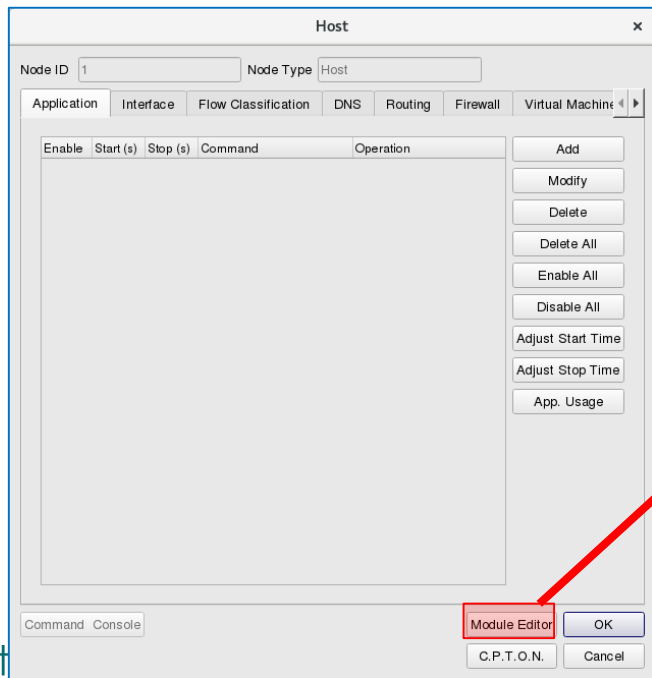 Host ×
Node ID 1 Node Type Host
Application Interface Flow Classification DNS Routing Firewall Virtual Machine
Enable Start (s) Stop (s) Command Operation
Add
Modify
Delete
Delete All
Enable All
Disable All
Adjust Start Time
Adjust Stop Time
App. Usage
Command Console Module Editor OK
C.P.T.O.N. Cancel